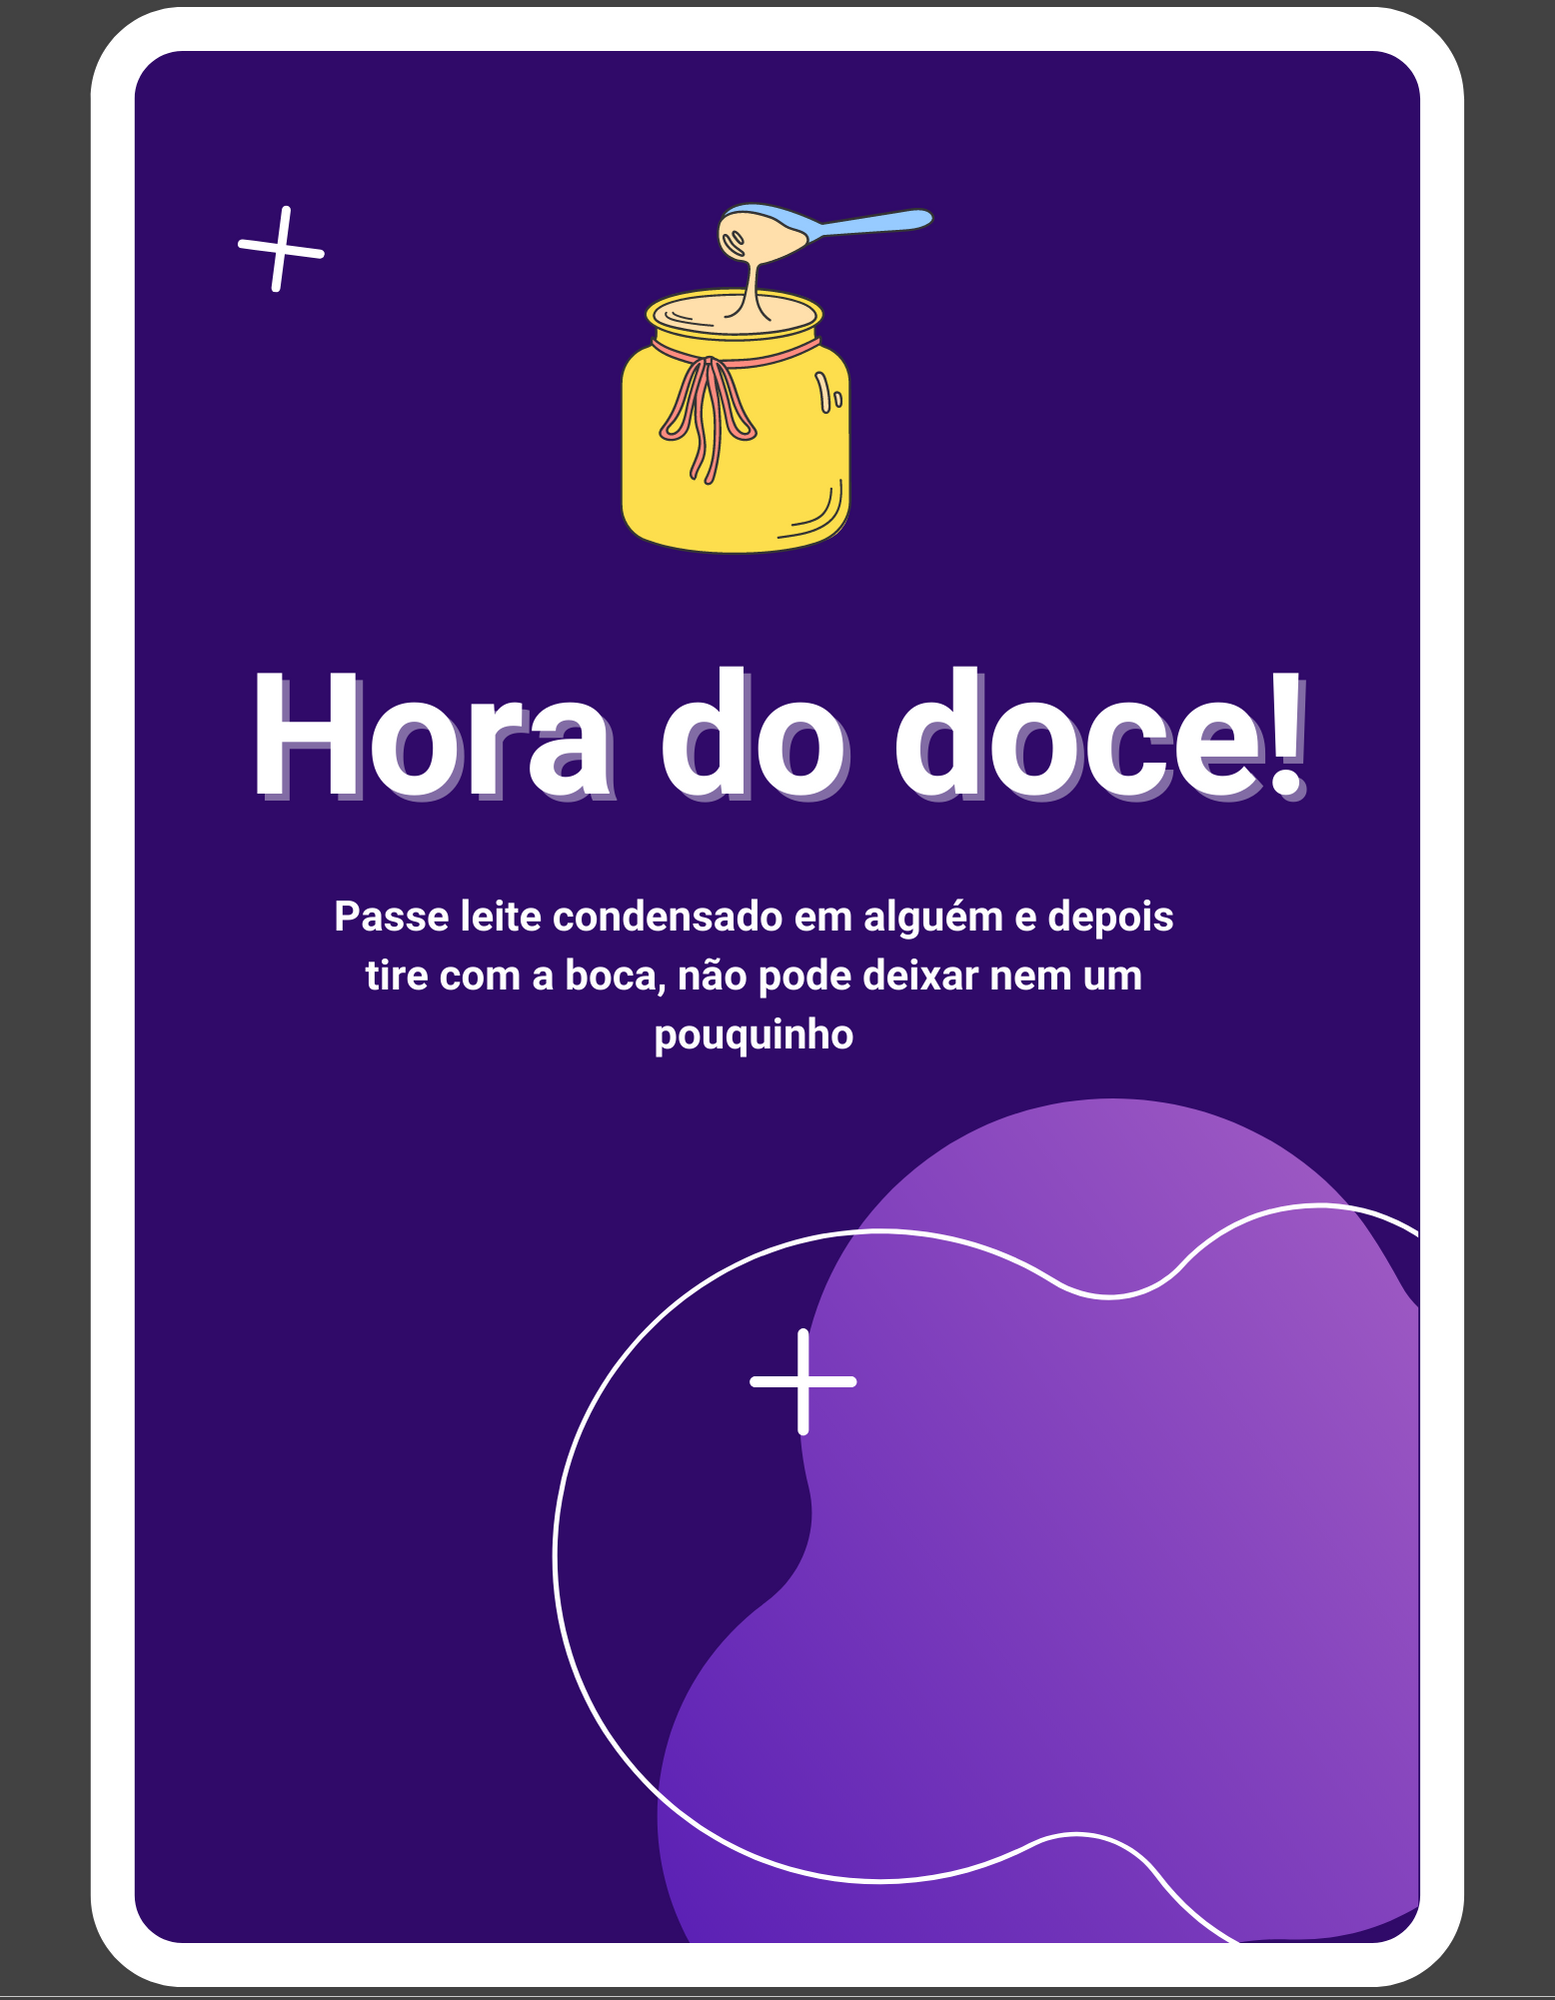 Hora do doce!
Passe leite condensado em alguém e depois
tire com a boca, não pode deixar nem um
pouquinho